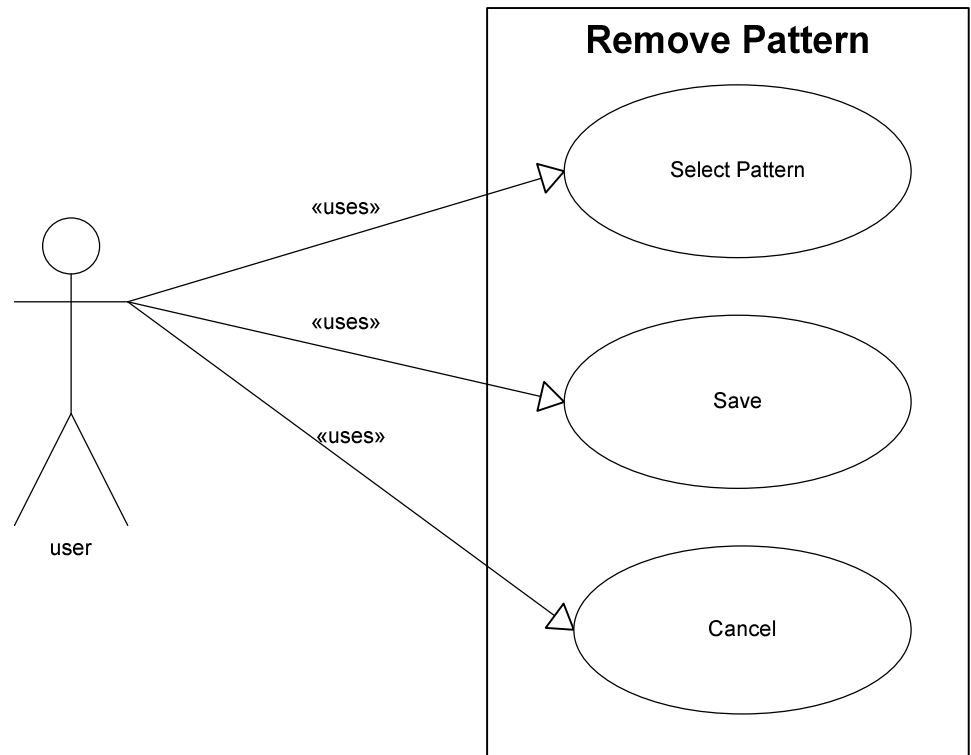 Remove Pattern
Select Pattern
«uses»
«uses»
Save
«uses»
user
Cancel